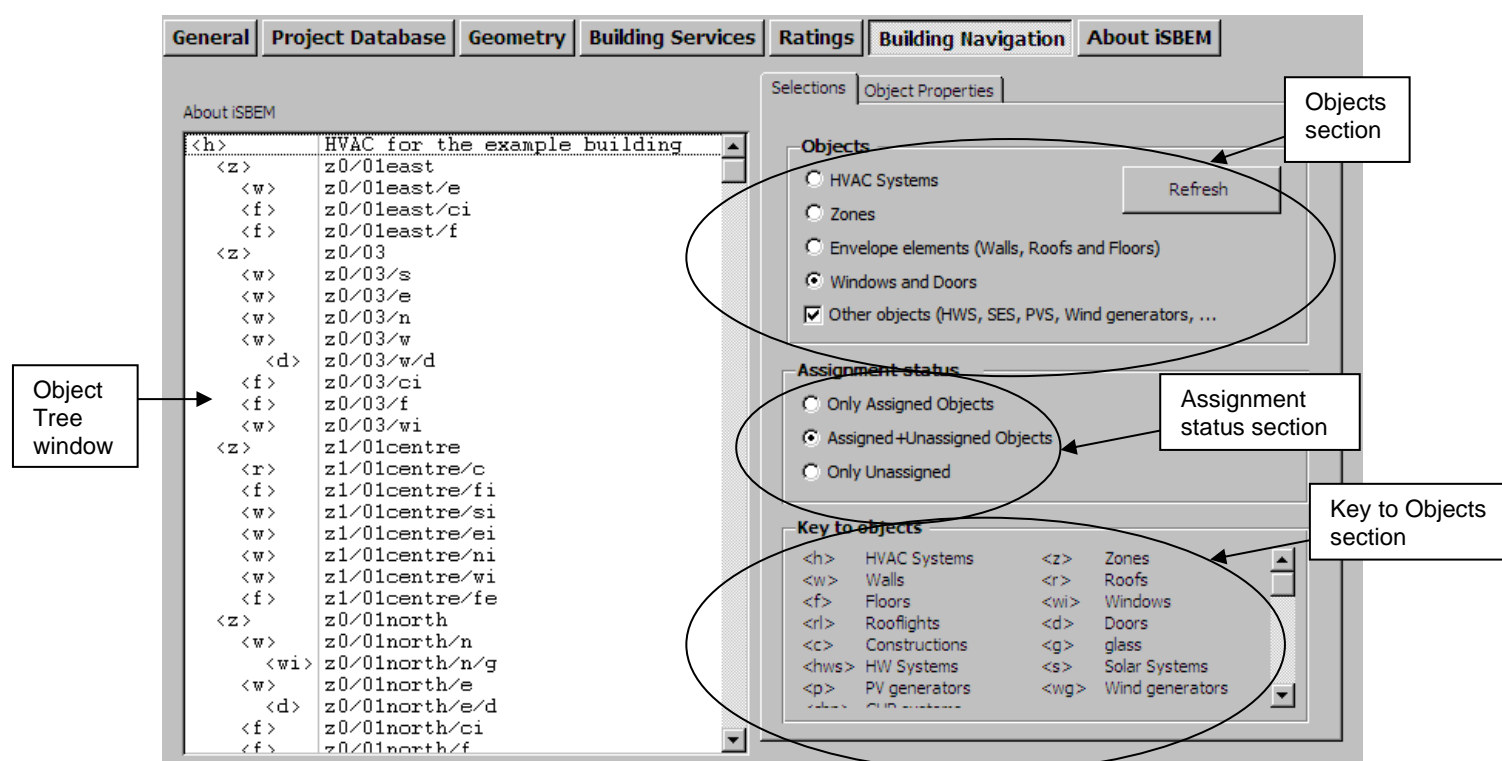 General Project Database Geometry Building Services Ratings Building Navigation About iSBEM
Selections Object Properties
About iSBEM
<h> HVAC for the example building
<z> z0/01east
<w> z0/01east/e
<f> z0/01east/ci
<f> z0/01east/f
<z> z0/03
<w> z0/03/s
<w> z0/03/e
<w> z0/03/n
<w> z0/03/w
<d> z0/03/w/d
<f> z0/03/ci
<f> z0/03/f
<w> z0/03/wi
<z> z1/01centre
<r> z1/01centre/c
<f> z1/01centre/fi
<w> z1/01centre/si
<w> z1/01centre/ei
<w> z1/01centre/ni
<w> z1/01centre/wi
<f> z1/01centre/fe
<z> z0/01north
<w> z0/01north/n
<wi> z0/01north/n/g
<w> z0/01north/e
<d> z0/01north/e/d
<f> z0/01north/ci
<f> z0/01north/f
Object
Tree
window
Objects
HVAC Systems
Refresh
Zones
Envelope elements (Walls, Roofs and Floors)
Windows and Doors
Other objects (HWS, SES, PVS, Wind generators, ...
Objects
section
Assignment status
Only Assigned Objects
Assigned+Unassigned Objects
Only Unassigned
Assignment
status section
Key to objects
<h> HVAC Systems <z> Zones
<w> Walls <r> Roofs
<f> Floors <wi> Windows
<rl> Rooflights <d> Doors
<c> Constructions <g> glass
<hws> HW Systems <s> Solar Systems
<p> PV generators <wg> Wind generators
<chp> CHP systems
Key to Objects
section